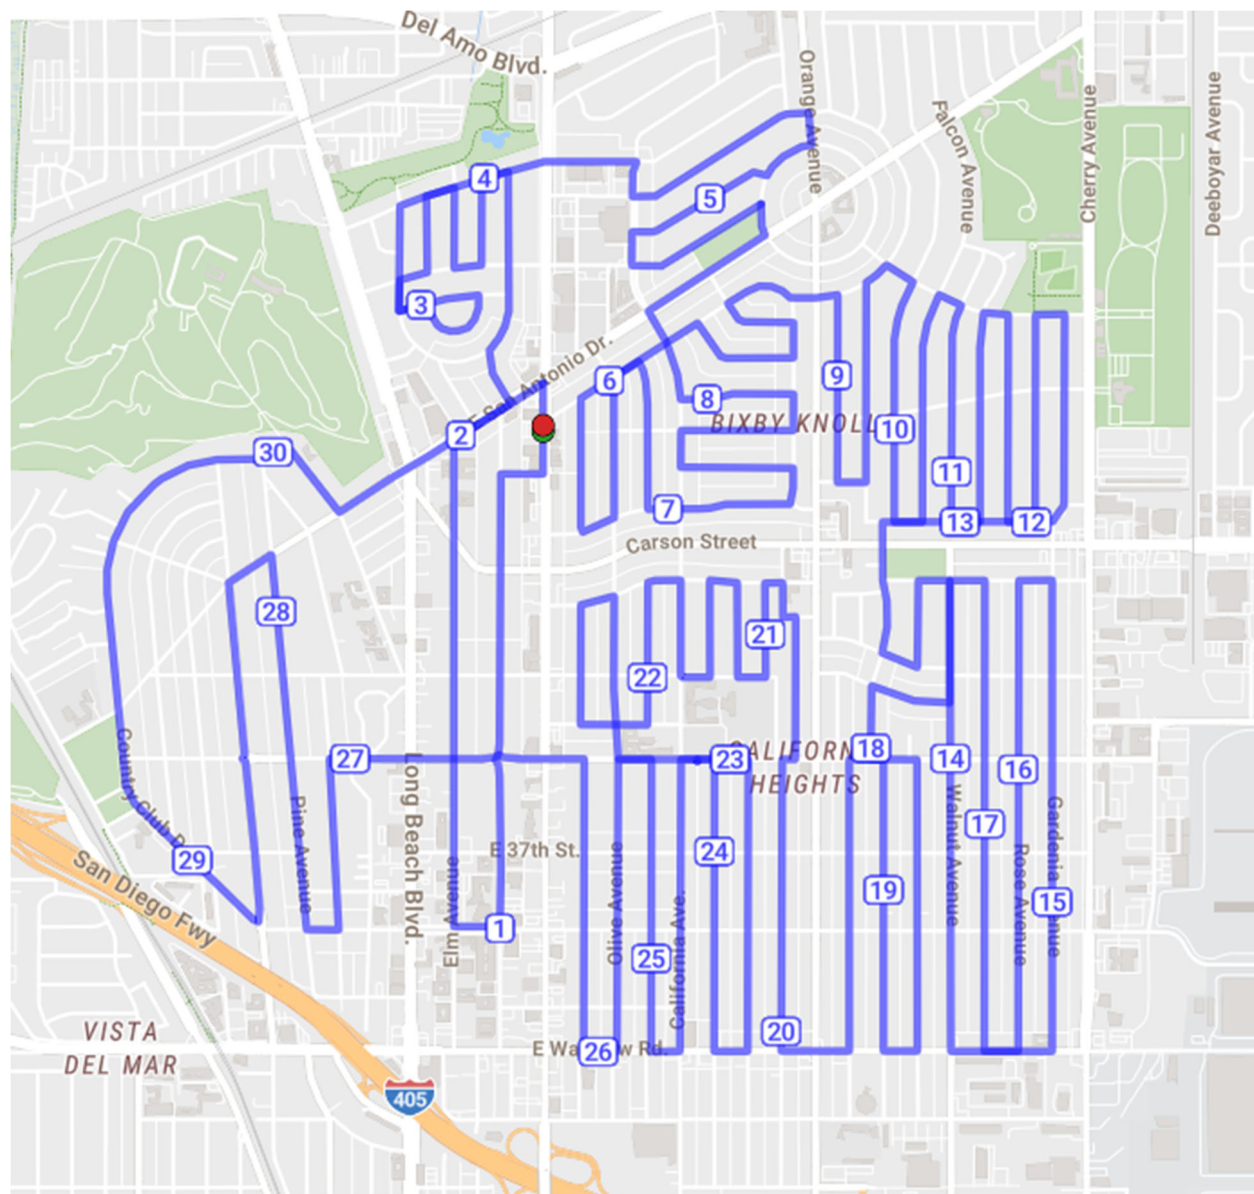 Del Amo Blvd.
Orange Avenue
Falcon Avenue
Cherry Avenue
Deeboyar Avenue
4
5
3
E San Antonio Dr.
6
9
8
BIXBY KNOLL
2
10
30
11
7
13
12
Carson Street
28
21
22
27
23
CALIFORN
HEIGHTS
18
14
16
Long Beach Blvd.
Country Club D
Pine Avenue
17
Walnut Avenue
Gardenia Avenue
29
E 37th St.
24
Elm Avenue
Olive Avenue
California Ave.
Rose Avenue
19
15
San Diego Fwy
1
25
20
VISTA
DEL MAR
E Wa w Rd.
26
405